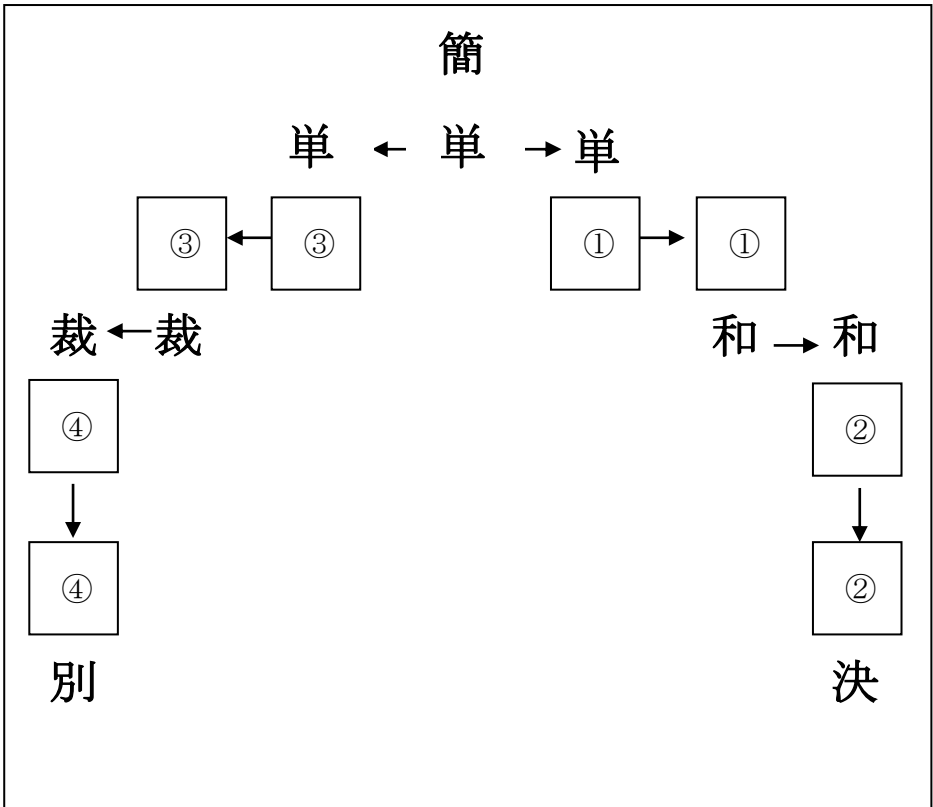 簡
単 ← 単 → 単
③ ← ③ ① → ①
裁 ← 裁 和 → 和
④ ②
④ ②
別 決